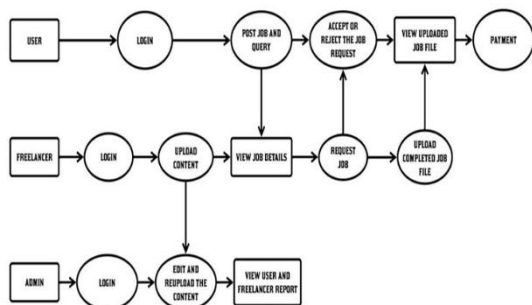 USER
LOGIN
POST JOB AND
QUERY
ACCEPT OR
REJECT THE JOB
REQUEST
VIEW UPLOADED
JOB FILE
PAYMENT
FREELANCER
LOGIN
UPLOAD
CONTENT
VIEW JOB DETAILS
REQUEST
JOB
UPLOAD
COMPLETED JOB
FILE
ADMIN
LOGIN
EDIT AND
REUPLOAD THE
CONTENT
VIEW USER AND
FREELANCER REPORT